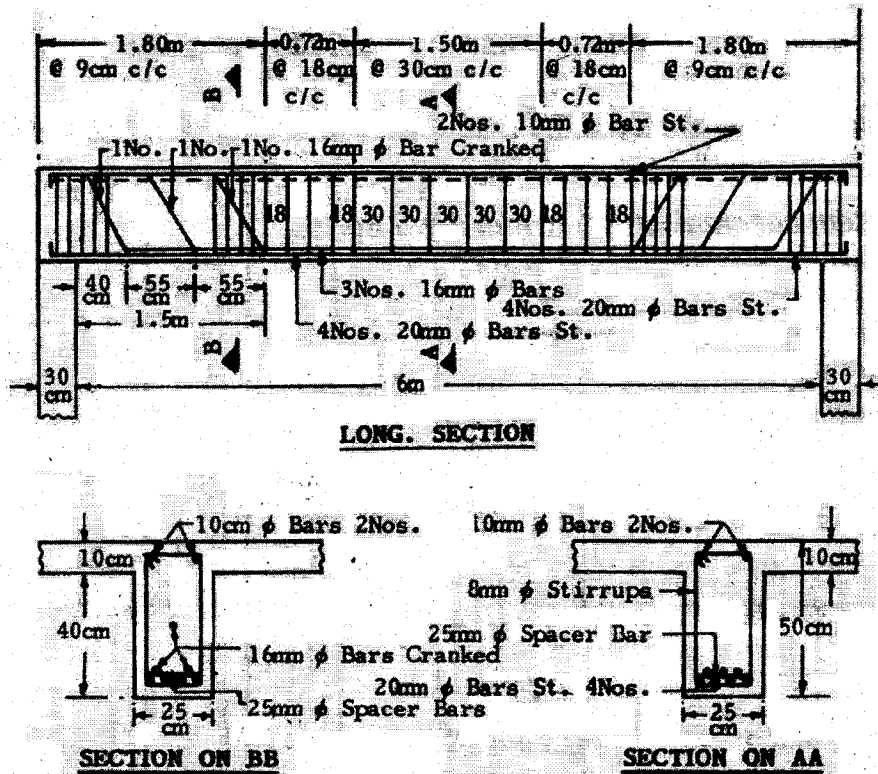 1.80m 0.72m 1.50m 0.72m 1.80m
@ 9cm c/c @ 18cm @ 30cm c/c @ 18cm @ 9cm c/c
c/c c/c
B A
2Nos. 10mm ϕ Bar St.
1No. 1No. 1No. 16mm ϕ Bar Cranked
18 18 30 30 30 30 30 18 18
40 cm 55 cm 55 cm
3Nos. 16mm ϕ Bars
4Nos. 20mm ϕ Bars St.
1.5m
4Nos. 20mm ϕ Bars St.
B A
30 cm 6m 30 cm
LONG. SECTION
10cm ϕ Bars 2Nos.
10cm
40cm
16mm ϕ Bars Cranked
25mm ϕ Spacer Bars
25 cm
SECTION ON BB
10mm ϕ Bars 2Nos.
10cm
8mm ϕ Stirrups
50cm
25mm ϕ Spacer Bar
20mm ϕ Bars St. 4Nos.
25 cm
SECTION ON AA